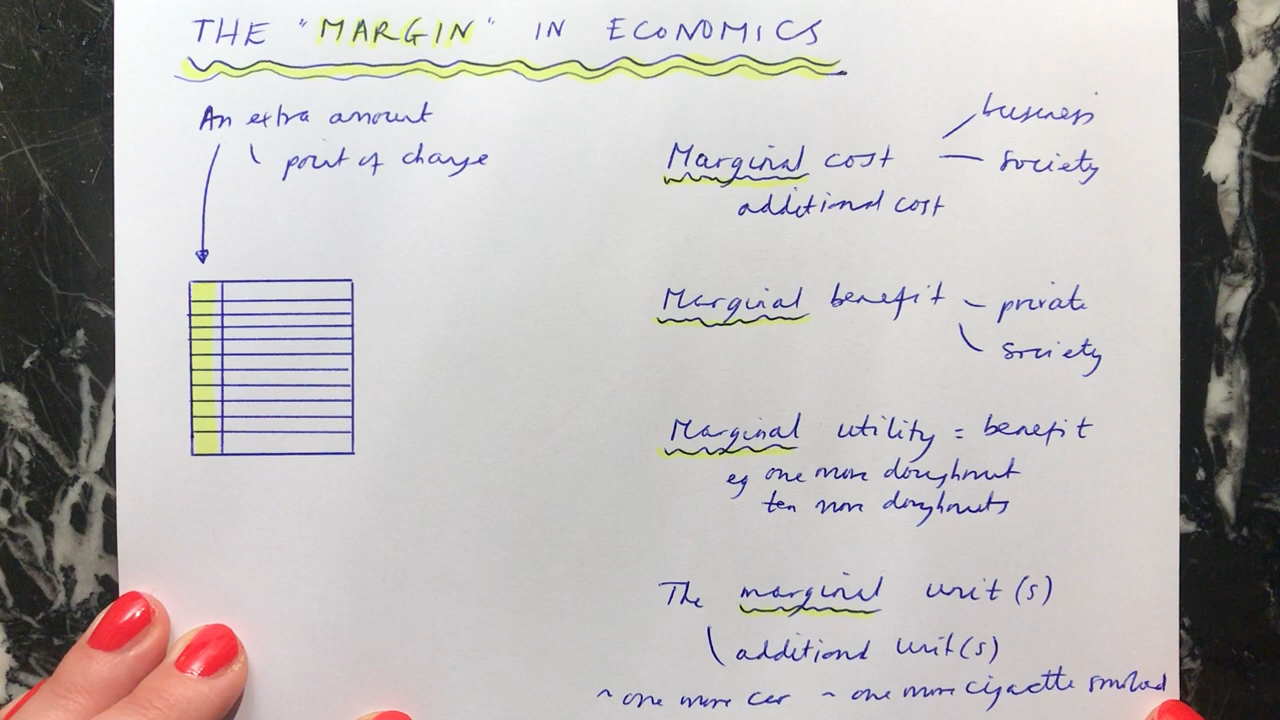 THE "MARGIN" IN ECONOMICS
An extra amount
point of change
Marginal cost
business
society
additional cost
Marginal benefit
private
society
Marginal utility = benefit
eg one more doughnut
ten more doughnuts
The marginal unit(s)
additional unit(s)
~ one more car ~ one more cigarette smoked